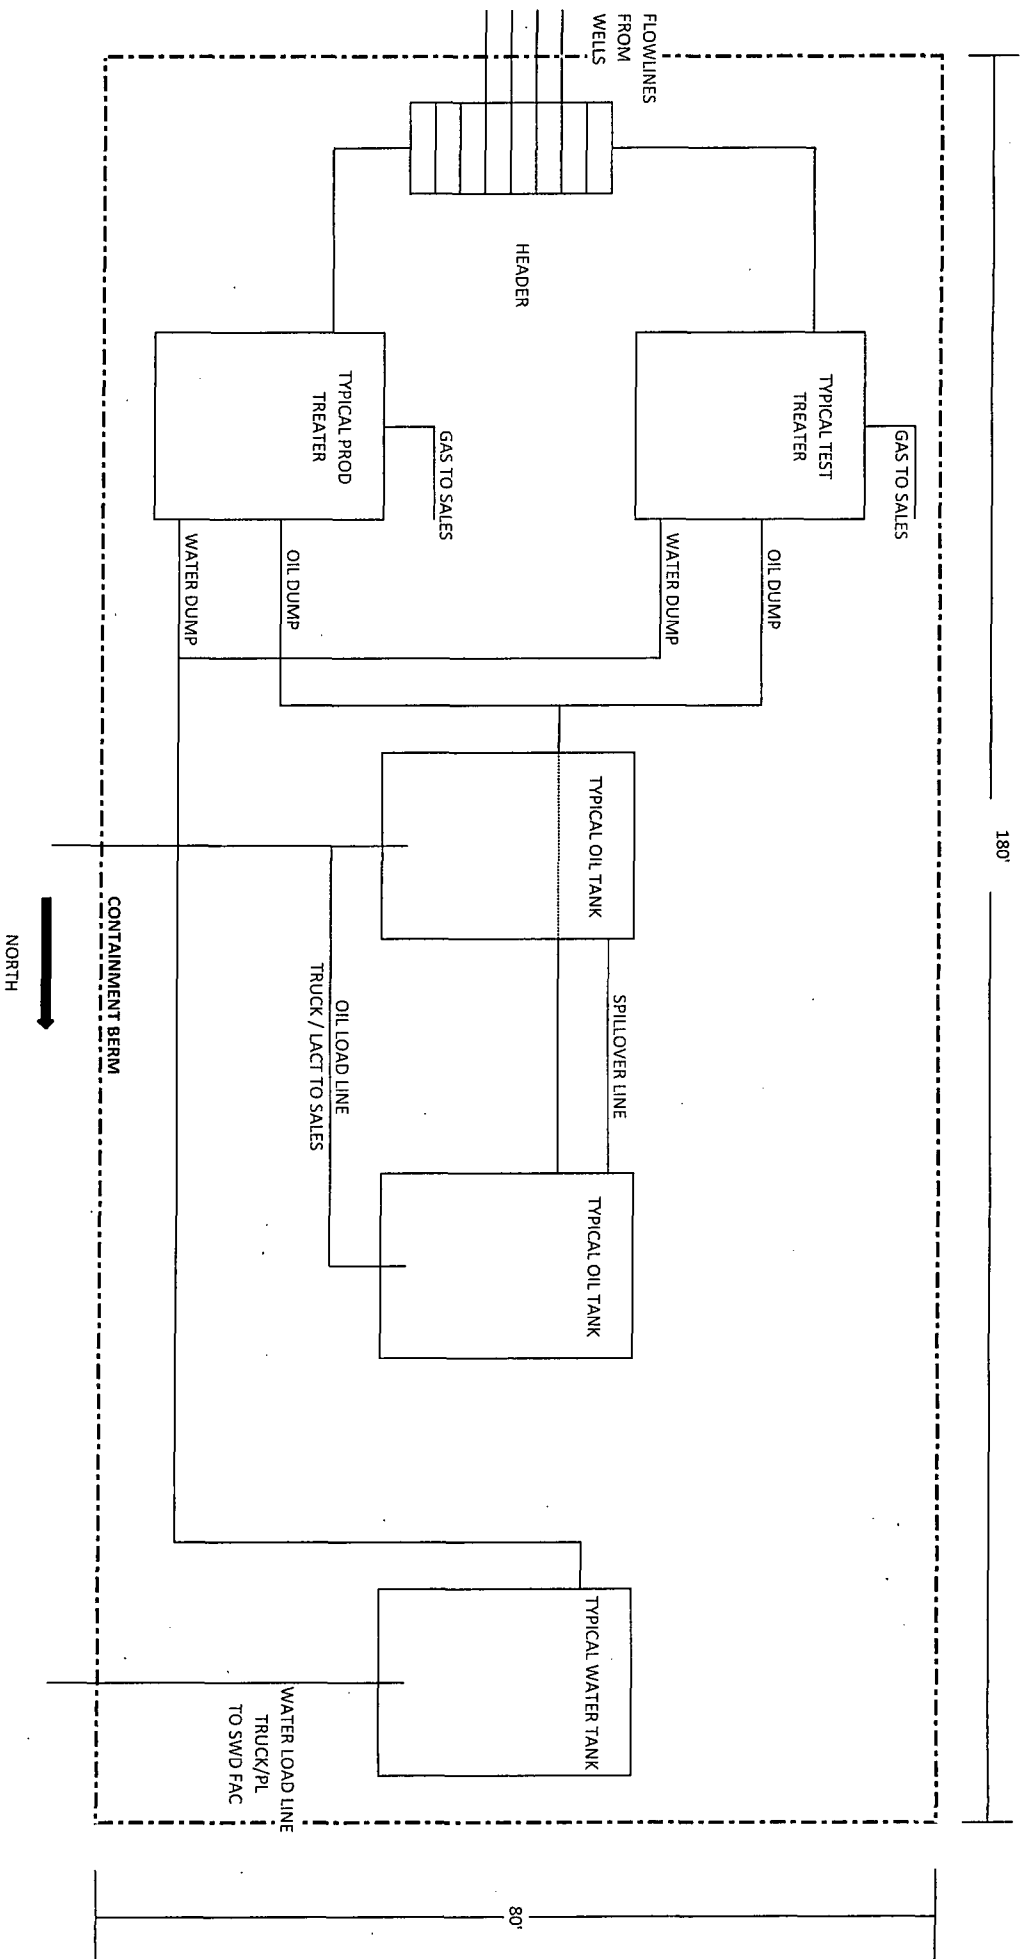 180'
80'
FLOWLINES
FROM
WELLS
HEADER
TYPICAL TEST
TREATER
GAS TO SALES
OIL DUMP
WATER DUMP
TYPICAL PROD
TREATER
GAS TO SALES
OIL DUMP
WATER DUMP
TYPICAL OIL TANK
SPILLOVER LINE
TYPICAL OIL TANK
OIL LOAD LINE
TRUCK / LACT TO SALES
TYPICAL WATER TANK
WATER LOAD LINE
TRUCK/PL
TO SWD FAC
CONTAINMENT BERM
NORTH